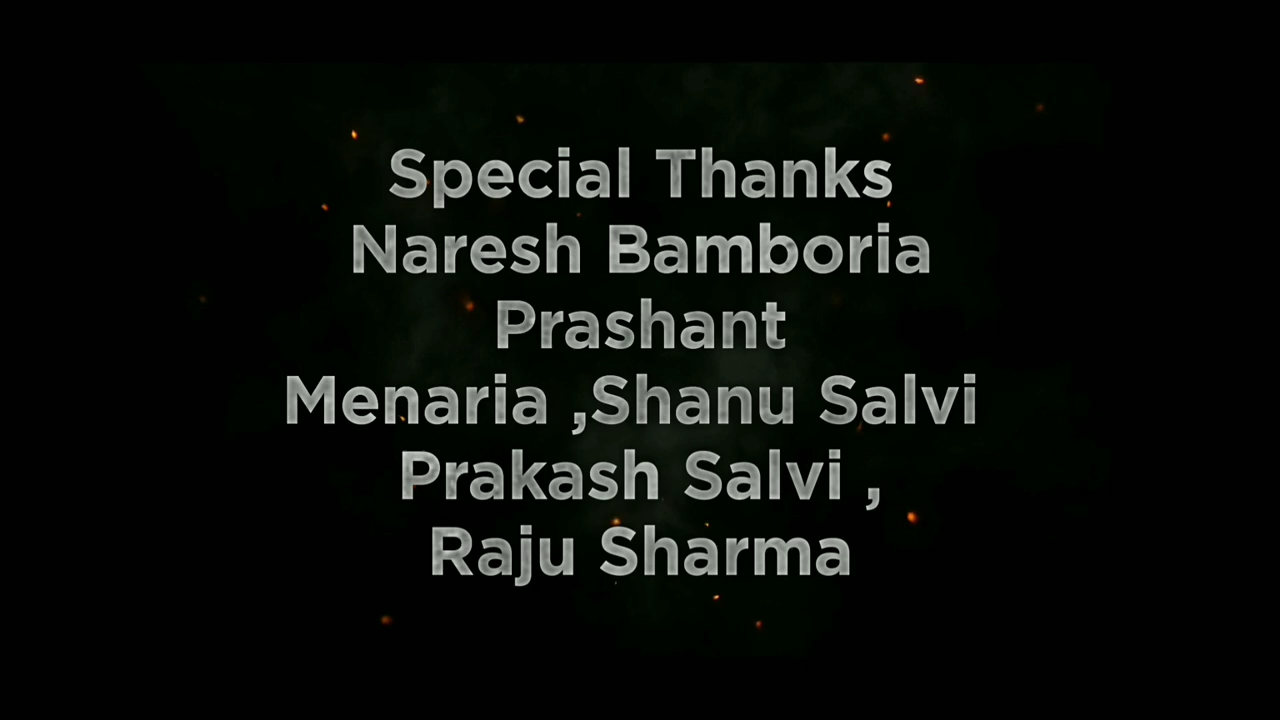 Special Thanks
Naresh Bamboria
Prashant
Menaria ,Shanu Salvi
Prakash Salvi ,
Raju Sharma